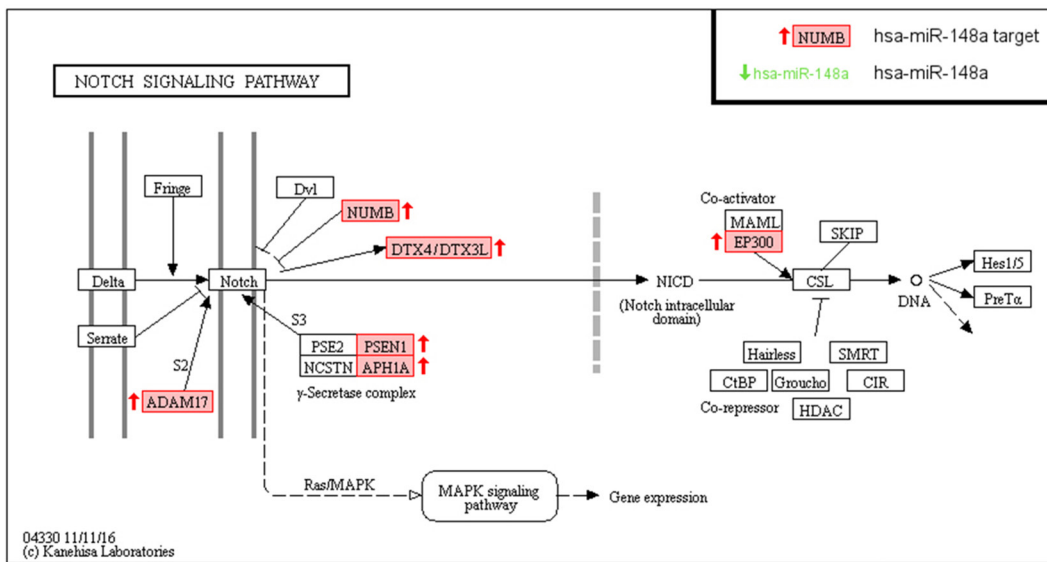 ↑ NUMB hsa-miR-148a target
↓ hsa-miR-148a hsa-miR-148a
NOTCH SIGNALING PATHWAY
Fringe
Dvl
NUMB ↑
DTX4/DTX3L ↑
Co-activator
MAML
↑ EP300
SKIP
Delta
Notch
NICD
(Notch intracellular
domain)
CSL
DNA
Hes1/5
PreTα
Serrate
S2
S3
PSE2 PSEN1 ↑
NCSTN APH1A ↑
γ-Secretase complex
↑ ADAM17
Hairless SMRT
CtBP Groucho CIR
Co-repressor HDAC
Ras/MAPK
MAPK signaling
pathway
Gene expression
04330 11/11/16
(c) Kanehisa Laboratories